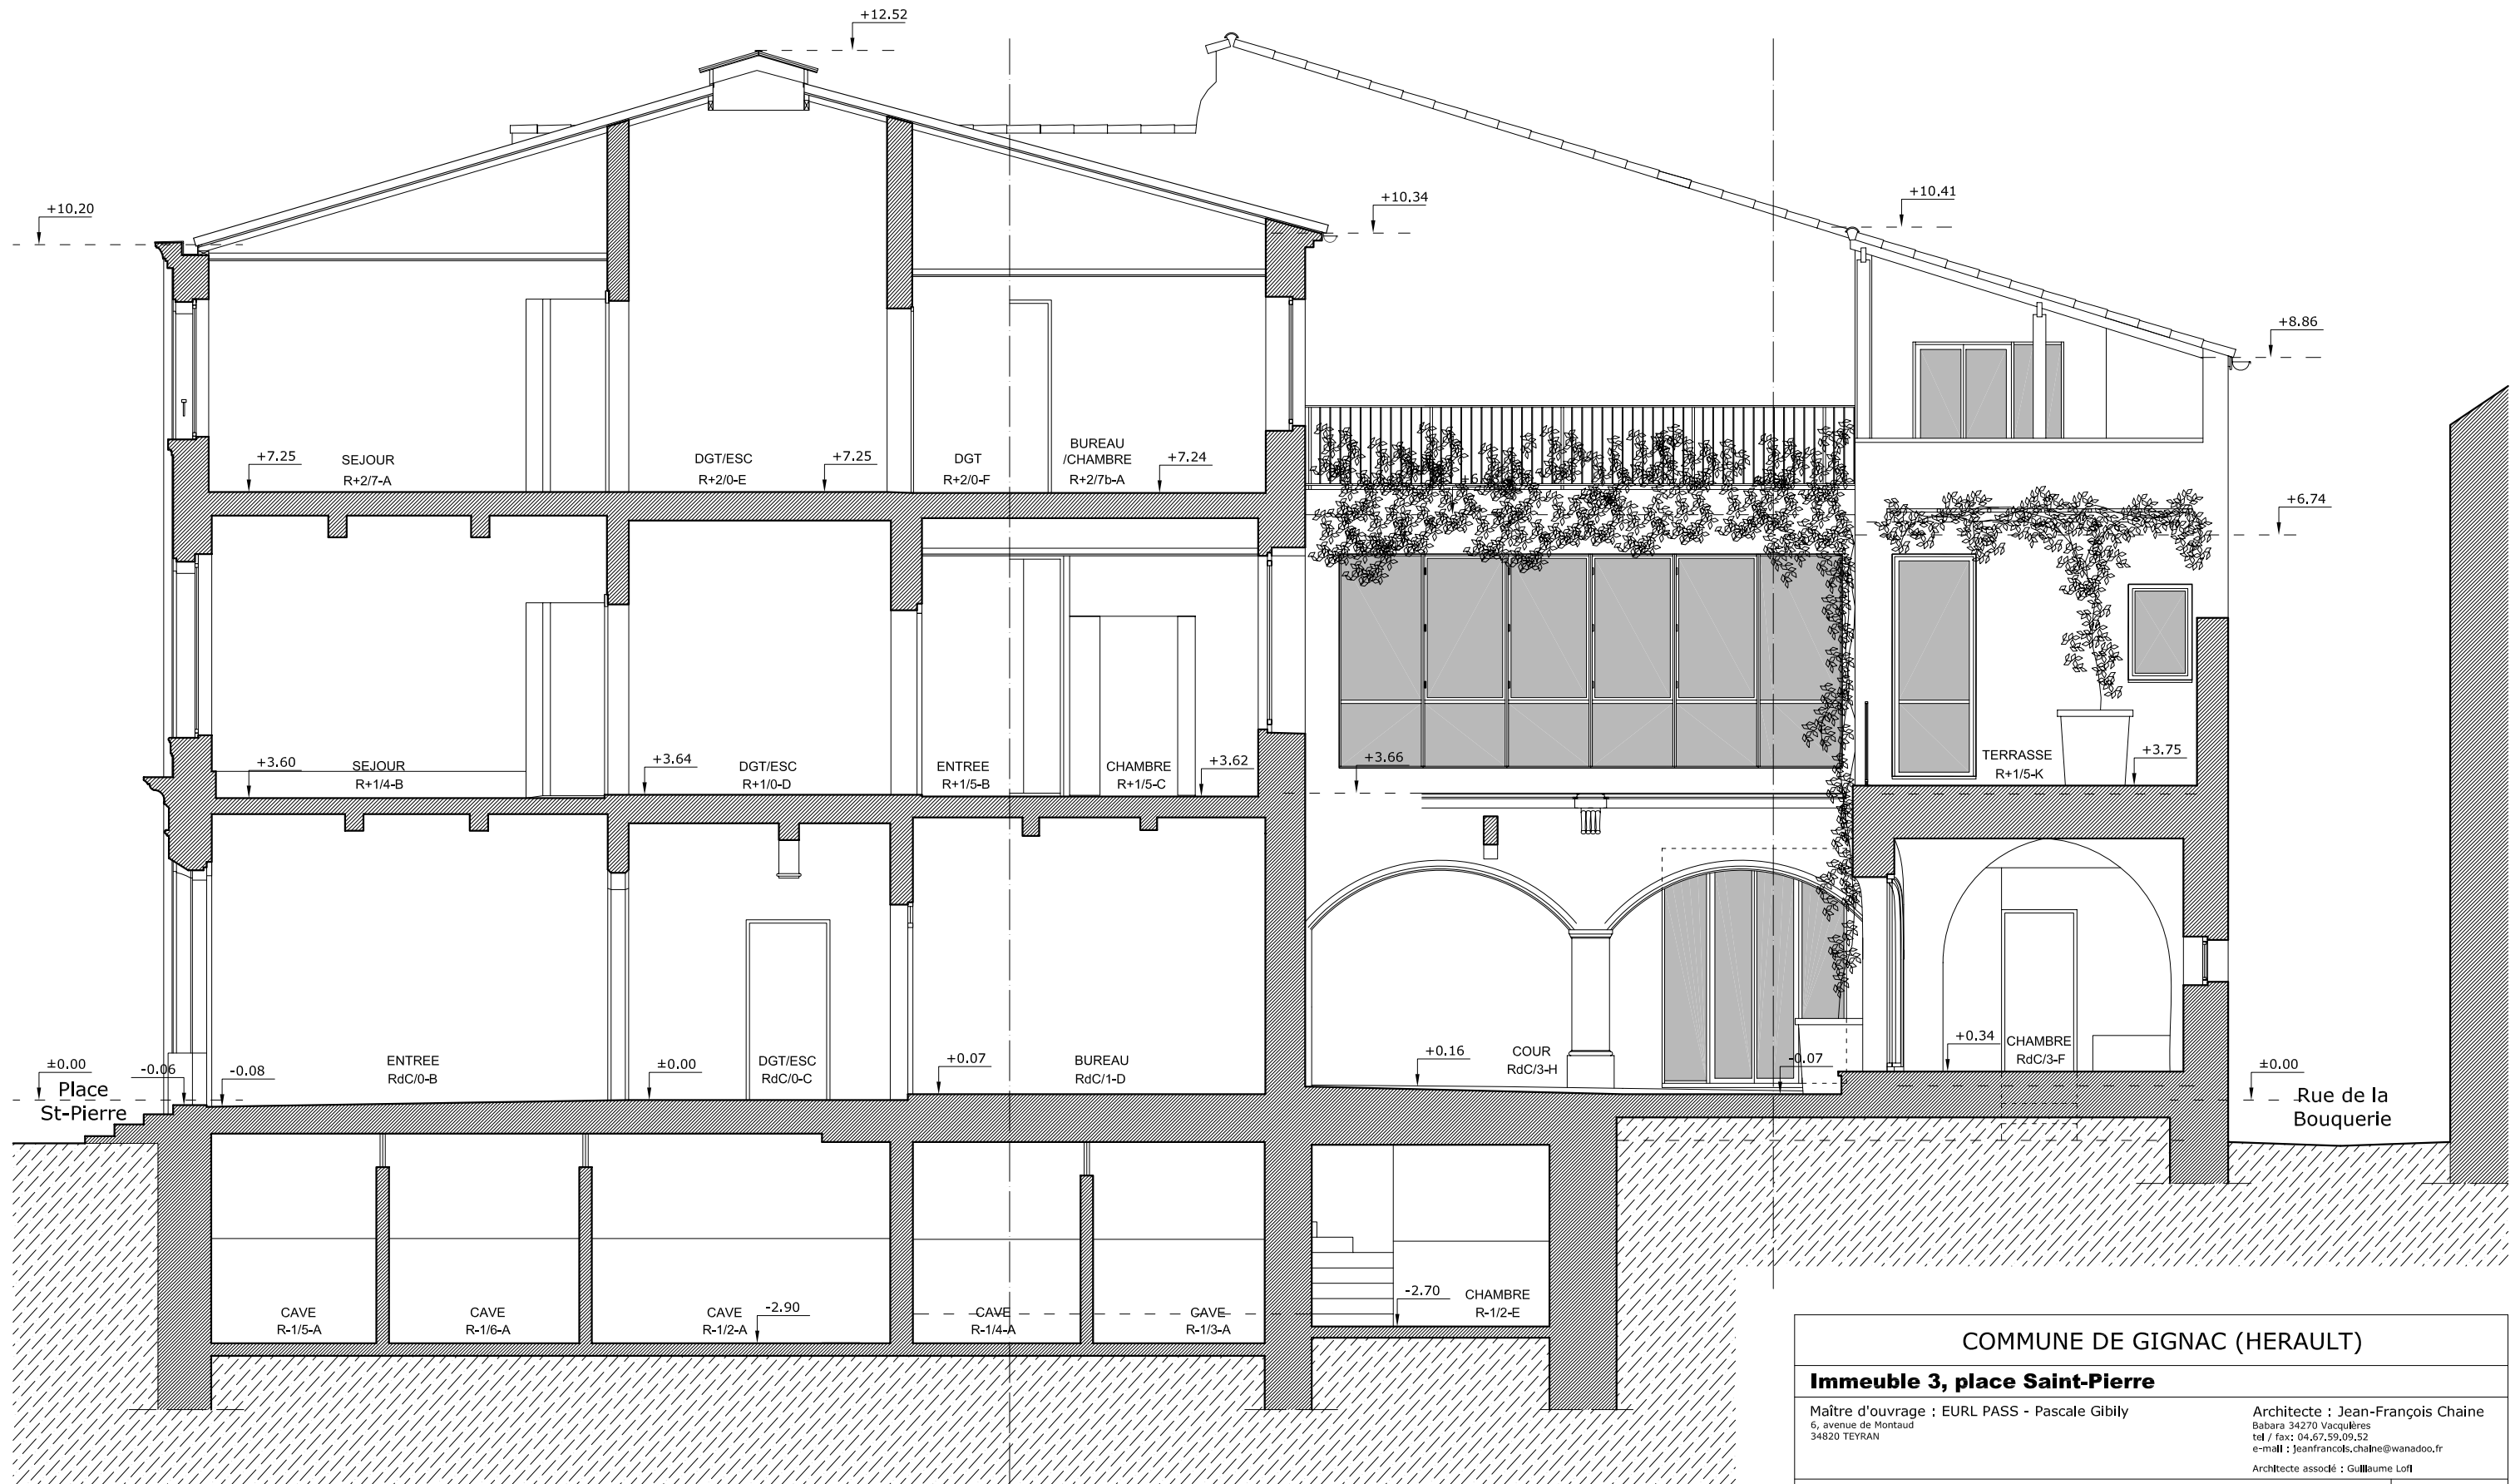 +12.52
+10.20
+10.34
+10.41
+8.86
+7.25
SEJOUR
R+2/7-A
DGT/ESC
R+2/0-E
+7.25
DGT
R+2/0-F
BUREAU
/CHAMBRE
R+2/7b-A
+7.24
+6.74
+3.60
SEJOUR
R+1/4-B
+3.64
DGT/ESC
R+1/0-D
ENTREE
R+1/5-B
CHAMBRE
R+1/5-C
+3.62
+3.66
TERRASSE
R+1/5-K
+3.75
±0.00
Place
St-Pierre
-0.06
-0.08
ENTREE
RdC/0-B
±0.00
DGT/ESC
RdC/0-C
+0.07
BUREAU
RdC/1-D
+0.16
COUR
RdC/3-H
-0.07
+0.34
CHAMBRE
RdC/3-F
±0.00
Rue de la
Bouquerie
CAVE
R-1/5-A
CAVE
R-1/6-A
CAVE
R-1/2-A
-2.90
CAVE
R-1/4-A
CAVE
R-1/3-A
-2.70
CHAMBRE
R-1/2-E
COMMUNE DE GIGNAC (HERAULT)
Immeuble 3, place Saint-Pierre
Maître d'ouvrage : EURL PASS - Pascale Gibily
6, avenue de Montaud
34820 TEYRAN
Architecte : Jean-François Chaine
Babara 34270 Vacquières
tel / fax: 04.67.59.09.52
e-mail : jeanfrancois.chaine@wanadoo.fr
Architecte associé : Guillaume Lofi